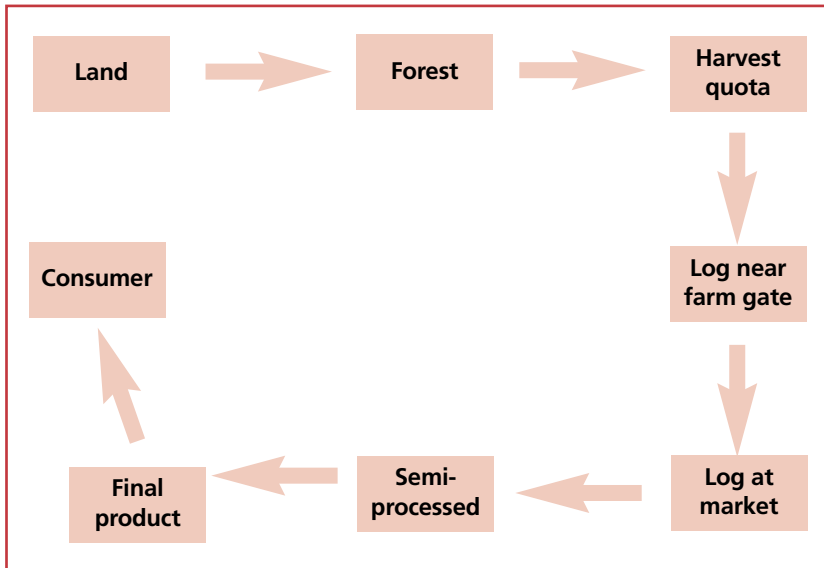 Land
Forest
Harvest
quota
Log near
farm gate
Log at
market
Semi-
processed
Final
product
Consumer